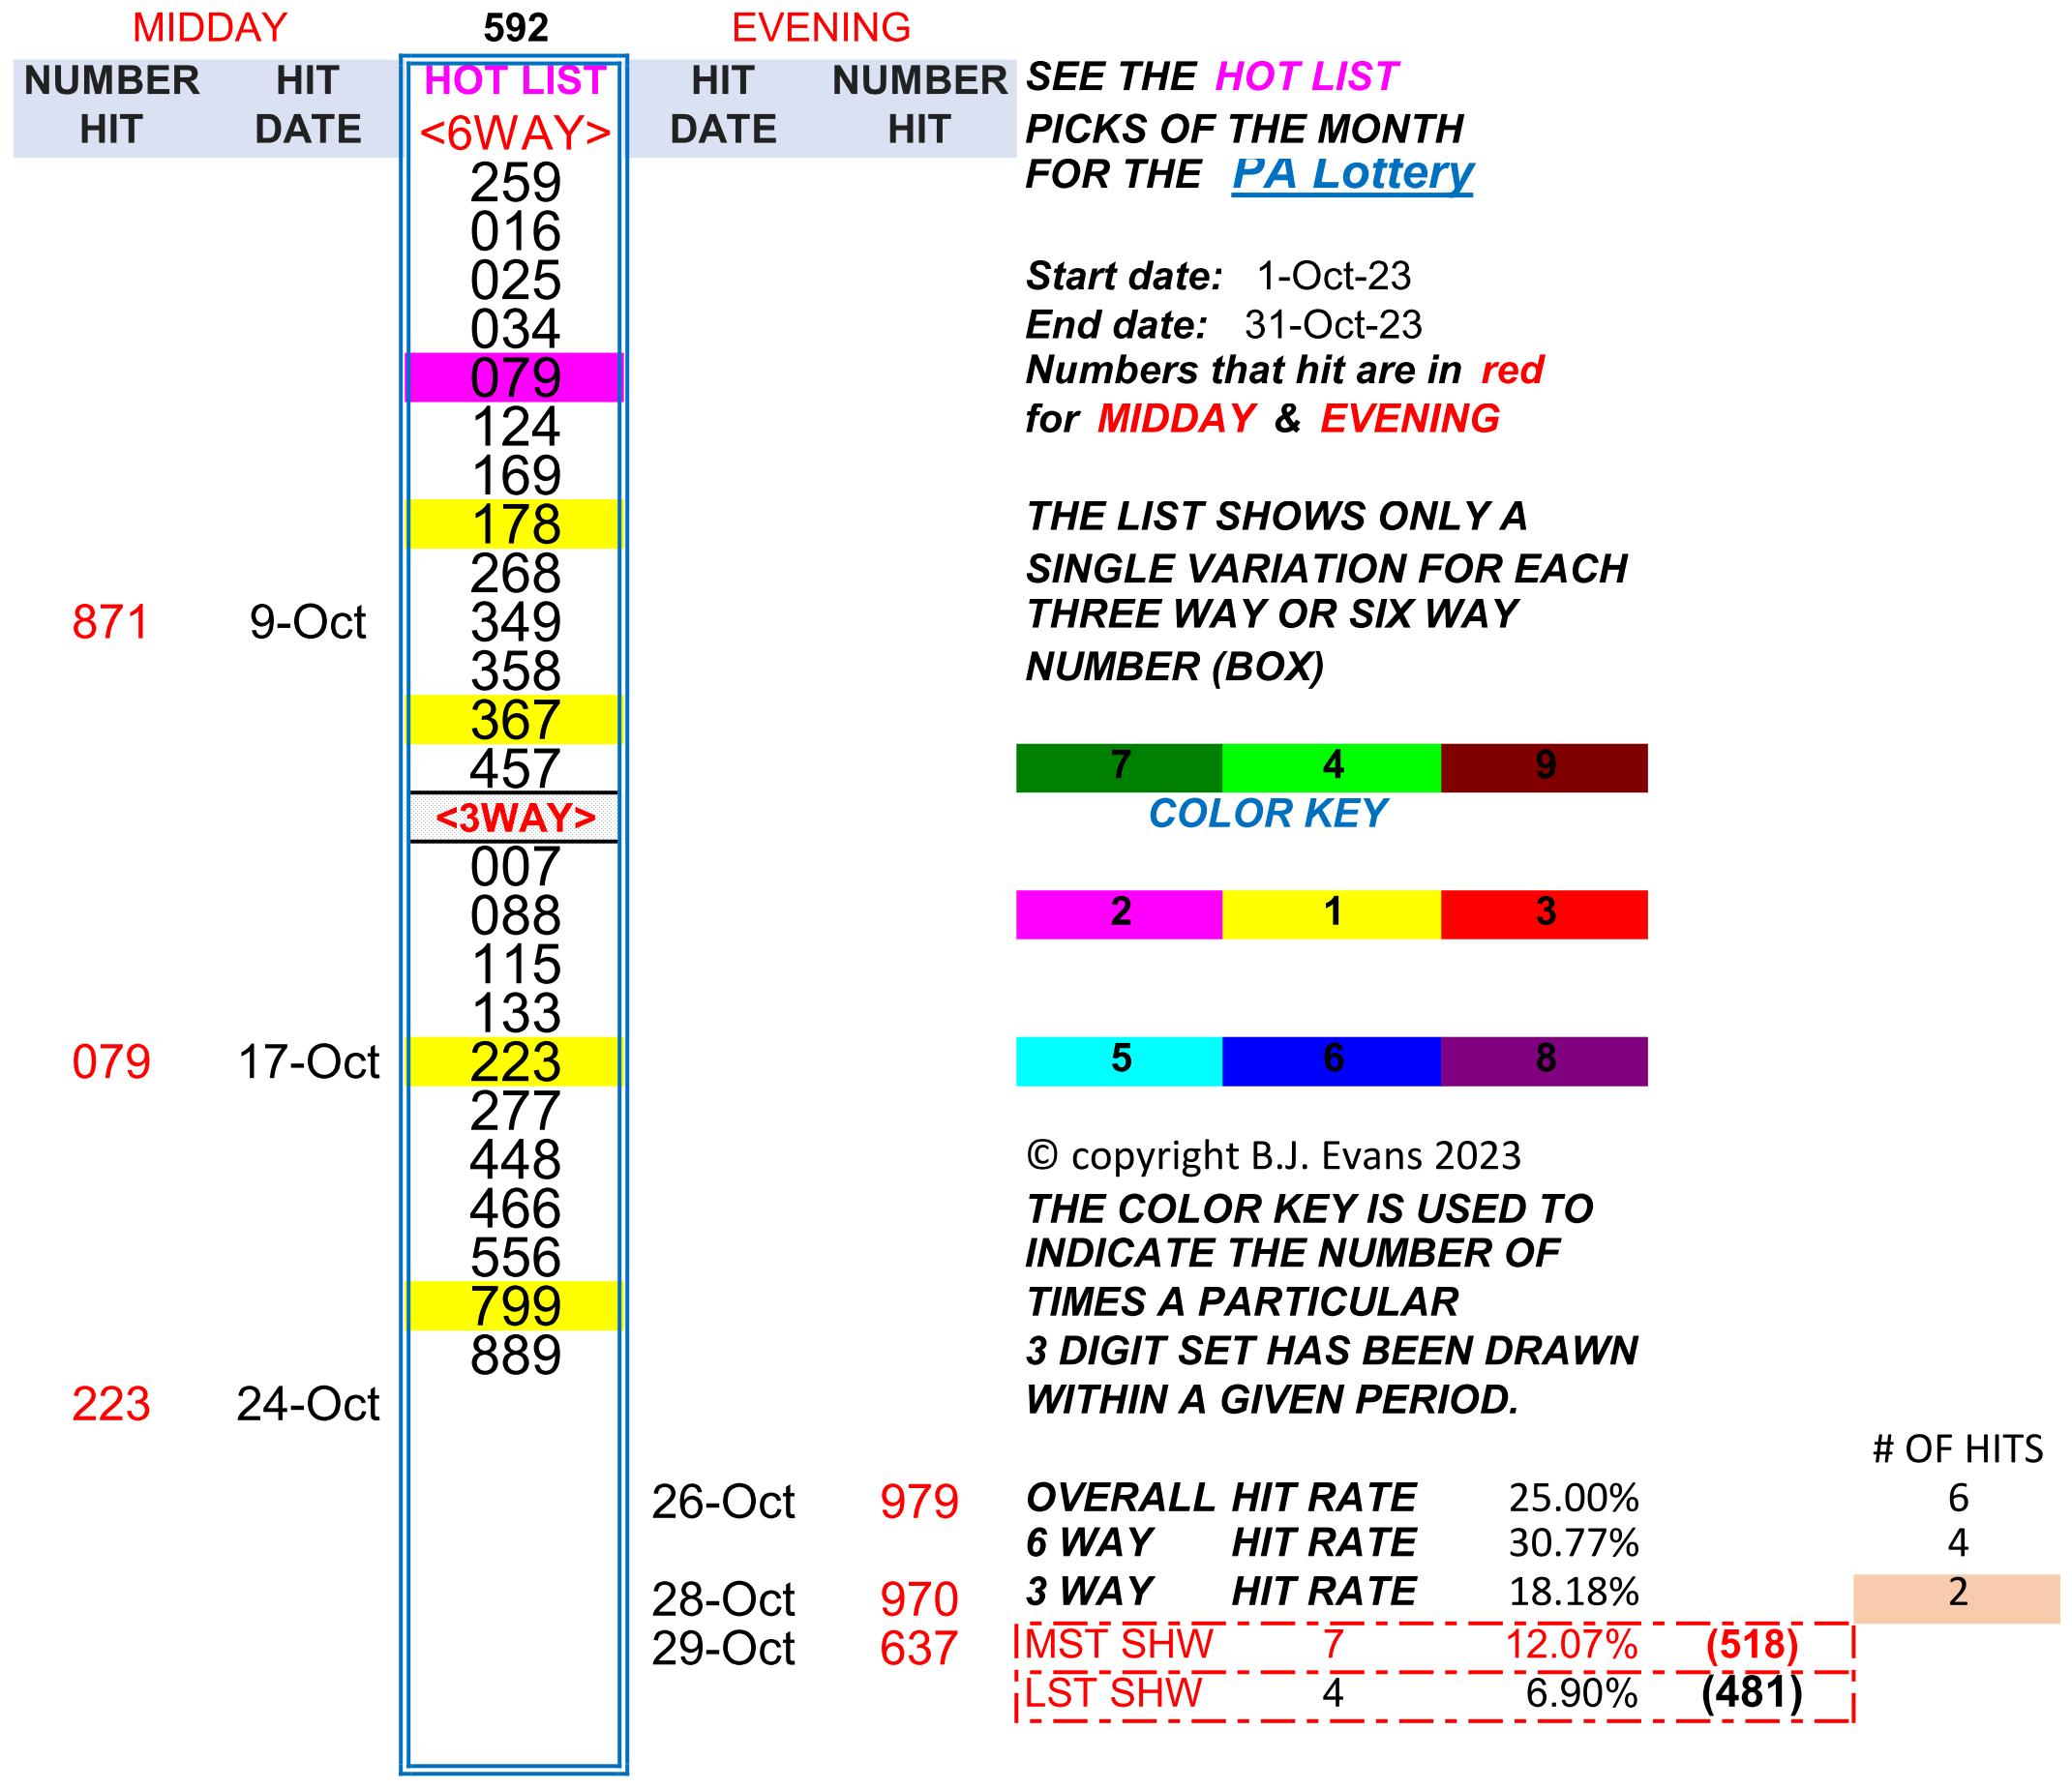 MIDDAY 592 EVENING
NUMBER HIT HOT LIST HIT NUMBER SEE THE HOT LIST
HIT DATE <6WAY> DATE HIT PICKS OF THE MONTH
259 FOR THE PA Lottery
016
025 Start date: 1-Oct-23
034 End date: 31-Oct-23
079 Numbers that hit are in red
124 for MIDDAY & EVENING
169
178 THE LIST SHOWS ONLY A
268 SINGLE VARIATION FOR EACH
871 9-Oct 349 THREE WAY OR SIX WAY
358 NUMBER (BOX)
367
457 7 4 9
<3WAY> COLOR KEY
007
088 2 1 3
115
133
079 17-Oct 223 5 6 8
277
448 © copyright B.J. Evans 2023
466 THE COLOR KEY IS USED TO
556 INDICATE THE NUMBER OF
799 TIMES A PARTICULAR
889 3 DIGIT SET HAS BEEN DRAWN
223 24-Oct WITHIN A GIVEN PERIOD.
# OF HITS
26-Oct 979 OVERALL HIT RATE 25.00% 6
6 WAY HIT RATE 30.77% 4
28-Oct 970 3 WAY HIT RATE 18.18% 2
29-Oct 637 MST SHW 7 12.07% (518)
LST SHW 4 6.90% (481)